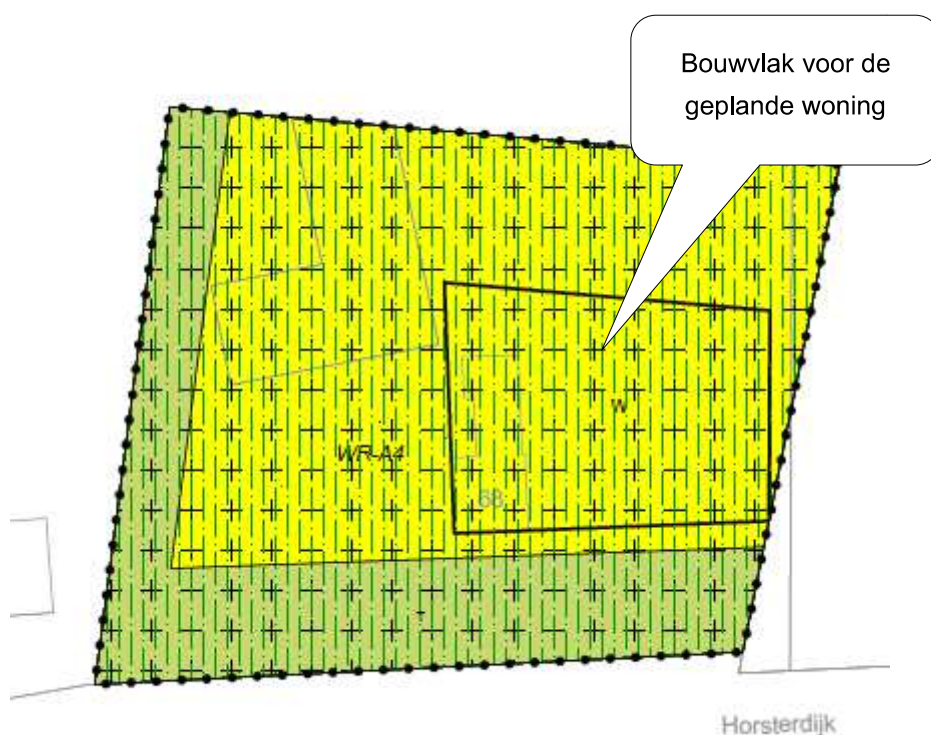 Bouwvlak voor de
geplande woning
w
WR-A4
68
Horsterdijk